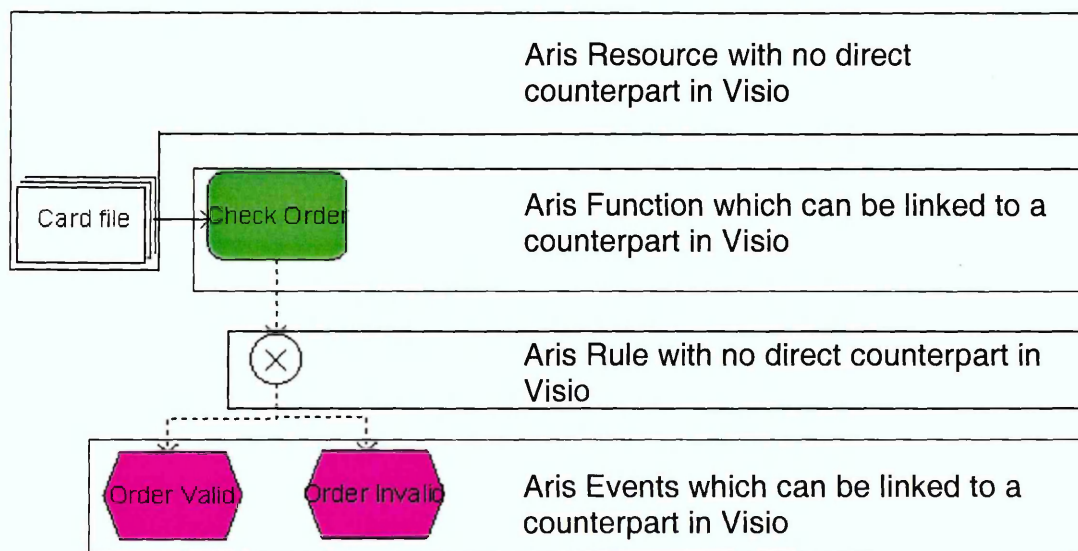 Aris Resource with no direct
counterpart in Visio
Card file
Check Order
Aris Function which can be linked to a
counterpart in Visio
Aris Rule with no direct counterpart in
Visio
Order Valid
Order Invalid
Aris Events which can be linked to a
counterpart in Visio